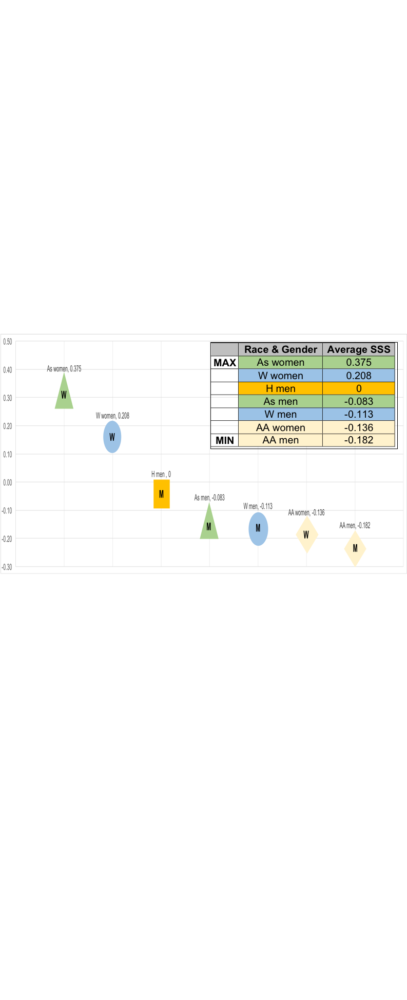 0.50
0.40
0.30
0.20
0.10
0.00
-0.10
-0.20
-0.30
As women, 0.375
W
W women, 0.208
W
H men , 0
M
As men, -0.083
M
W men, -0.113
M
AA women, -0.136
W
AA men, -0.182
M
Race & Gender Average SSS
MAX As women 0.375
W women 0.208
H men 0
As men -0.083
W men -0.113
AA women -0.136
MIN AA men -0.182